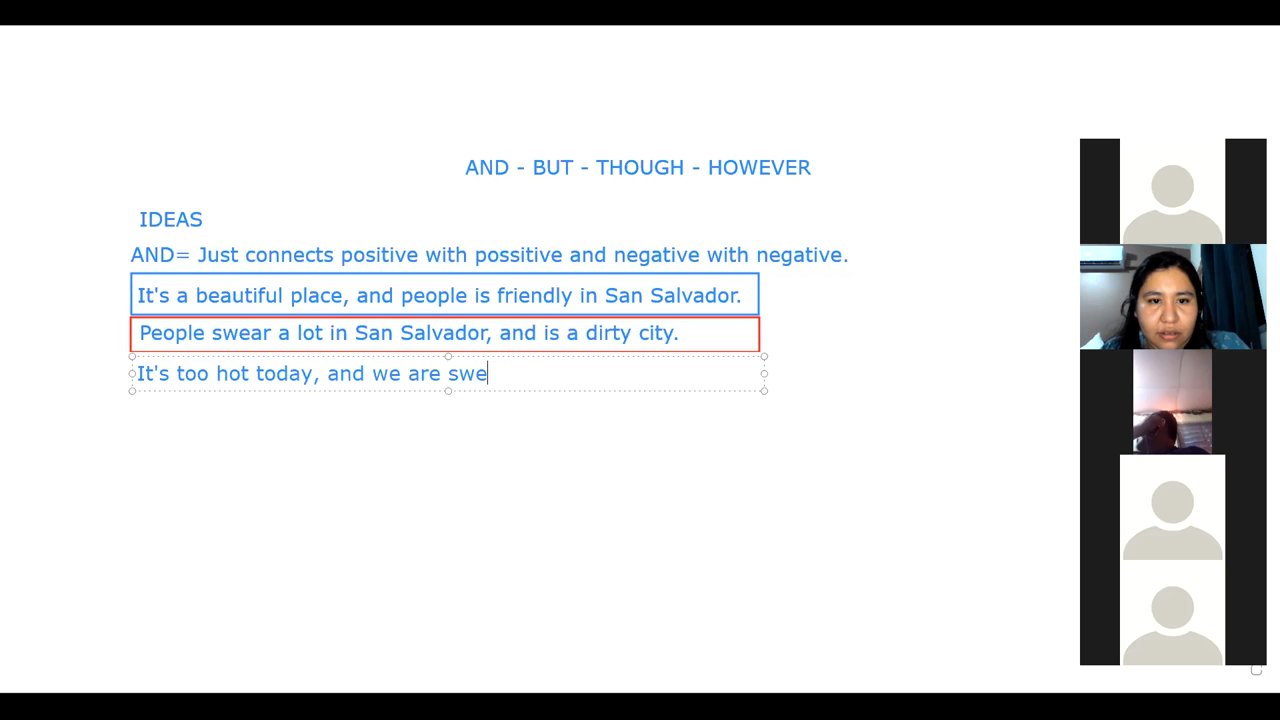 AND - BUT - THOUGH - HOWEVER
IDEAS
AND= Just connects positive with possitive and negative with negative.
It's a beautiful place, and people is friendly in San Salvador.
People swear a lot in San Salvador, and is a dirty city.
It's too hot today, and we are swe